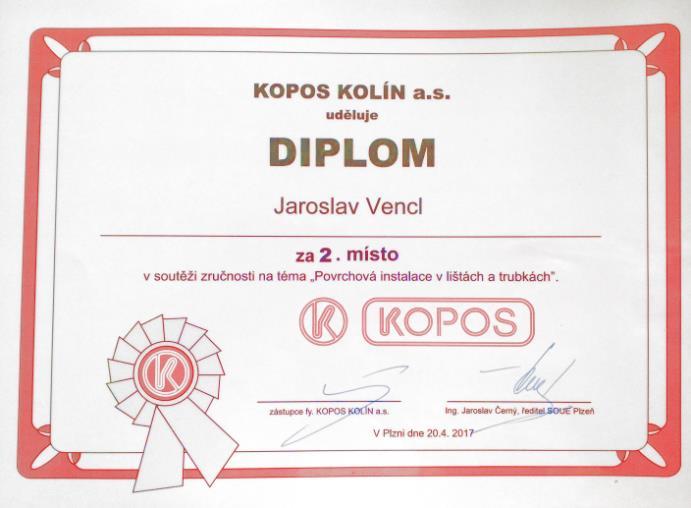 KOPOS KOLÍN a.s.
uděluje
DIPLOM
Jaroslav Vencl
za 2. místo
v soutěži zručnosti na téma „Povrchová instalace v lištách a trubkách".
K KOPOS
K
zástupce fy. KOPOS KOLÍN a.s. Ing. Jaroslav Černý, ředitel SOUE Plzeň
V Plzni dne 20.4. 2017